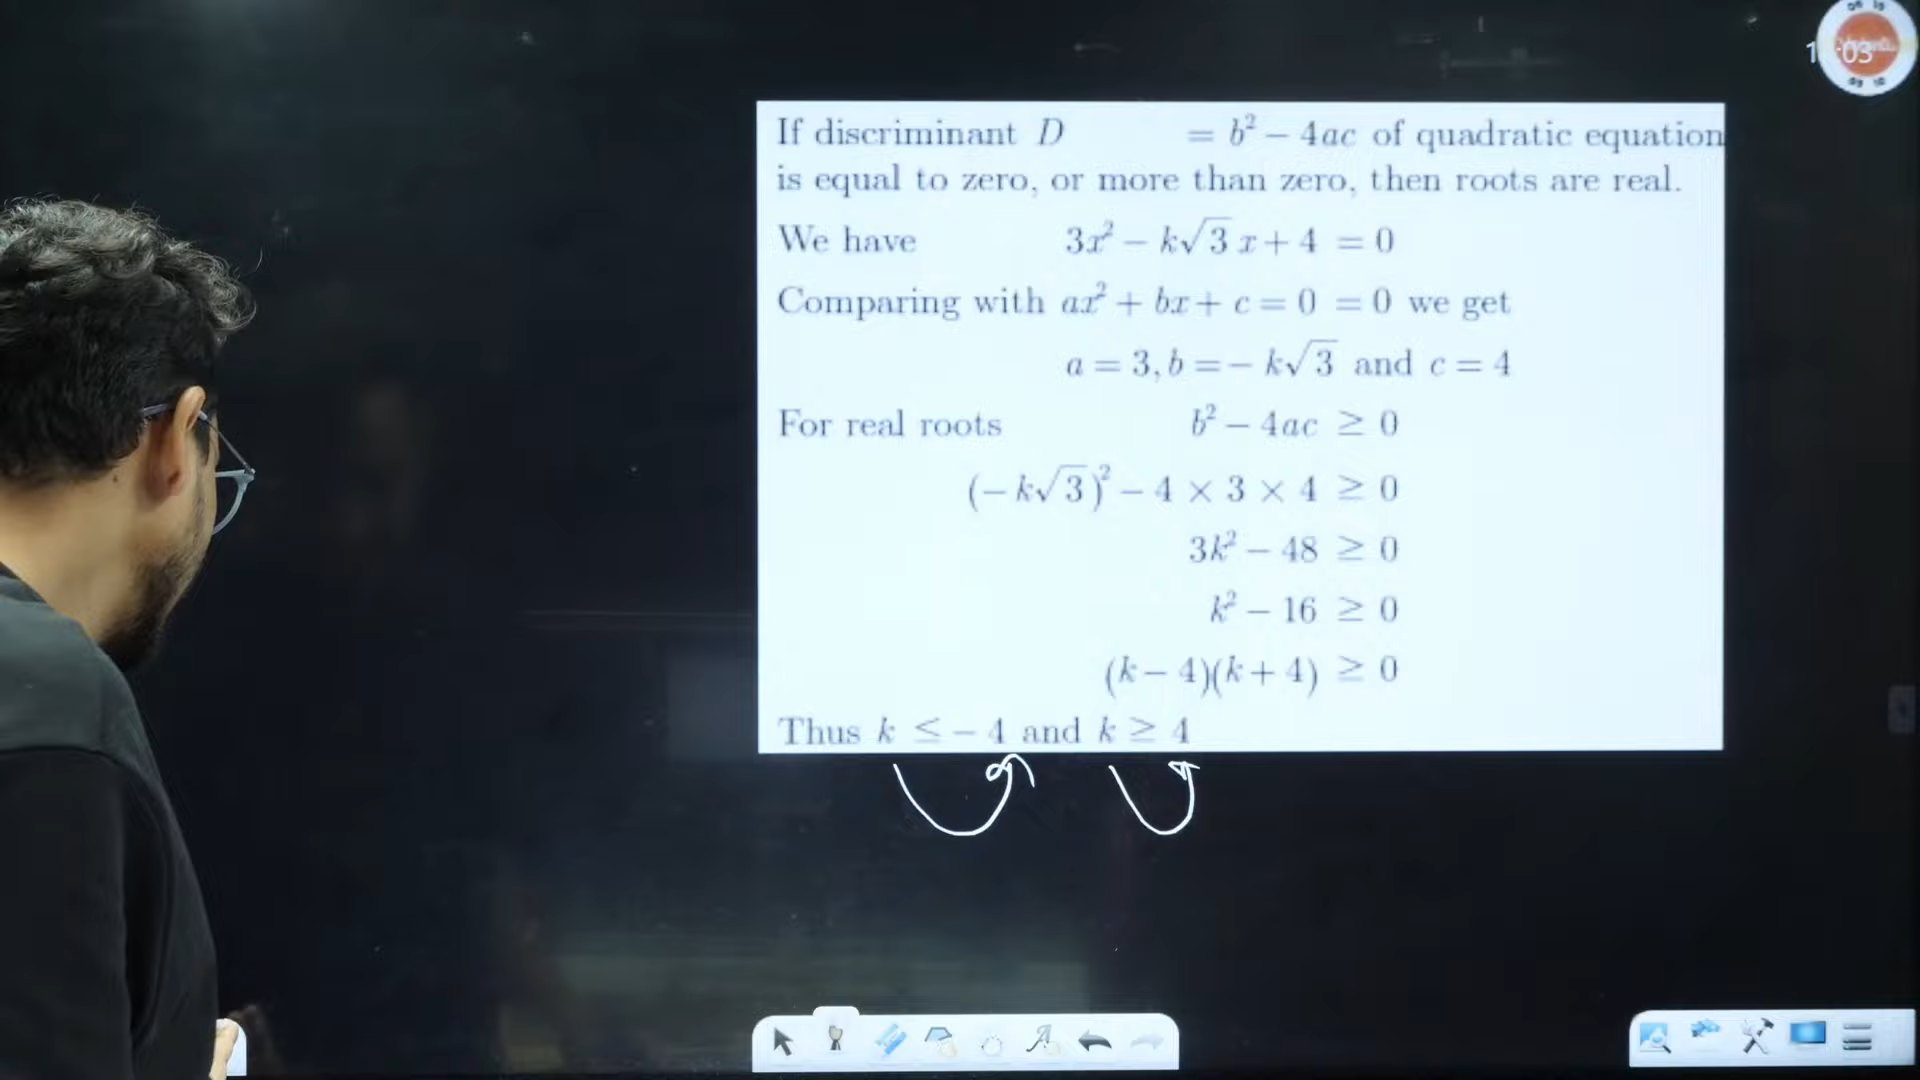 If discriminant D = b² – 4ac of quadratic equation
is equal to zero, or more than zero, then roots are real.
We have 3x² – k√3 x + 4 = 0
Comparing with ax² + bx + c = 0 = 0 we get
a = 3, b = – k√3 and c = 4
For real roots b² – 4ac ≥ 0
(– k√3)² – 4 × 3 × 4 ≥ 0
3k² – 48 ≥ 0
k² – 16 ≥ 0
(k – 4)(k + 4) ≥ 0
Thus k ≤ – 4 and k ≥ 4